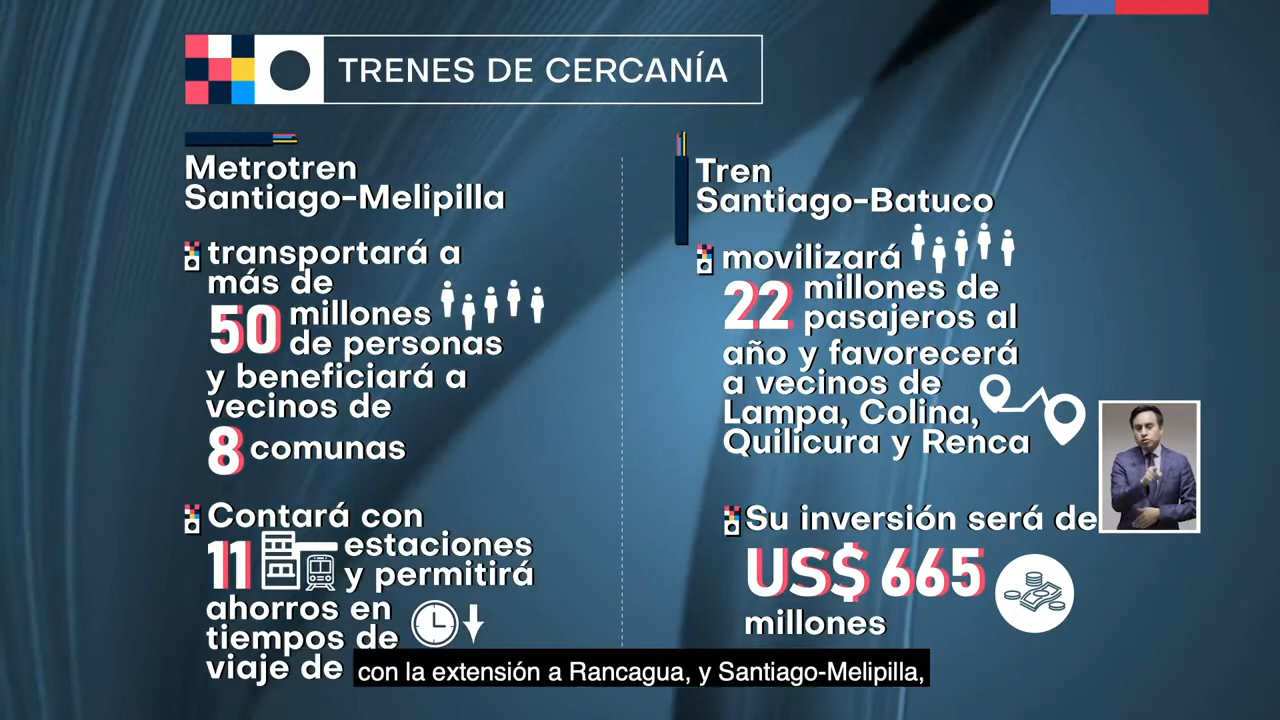 TRENES DE CERCANÍA
Metrotren
Santiago-Melipilla
transportará a
más de
50 millones
de personas
y beneficiará a
vecinos de
8 comunas
Contará con
11 estaciones
y permitirá
ahorros en
tiempos de
viaje de
Tren
Santiago-Batuco
movilizará
22 millones de
pasajeros al
año y favorecerá
a vecinos de
Lampa, Colina,
Quilicura y Renca
Su inversión será de
US$ 665
millones
con la extensión a Rancagua, y Santiago-Melipilla,